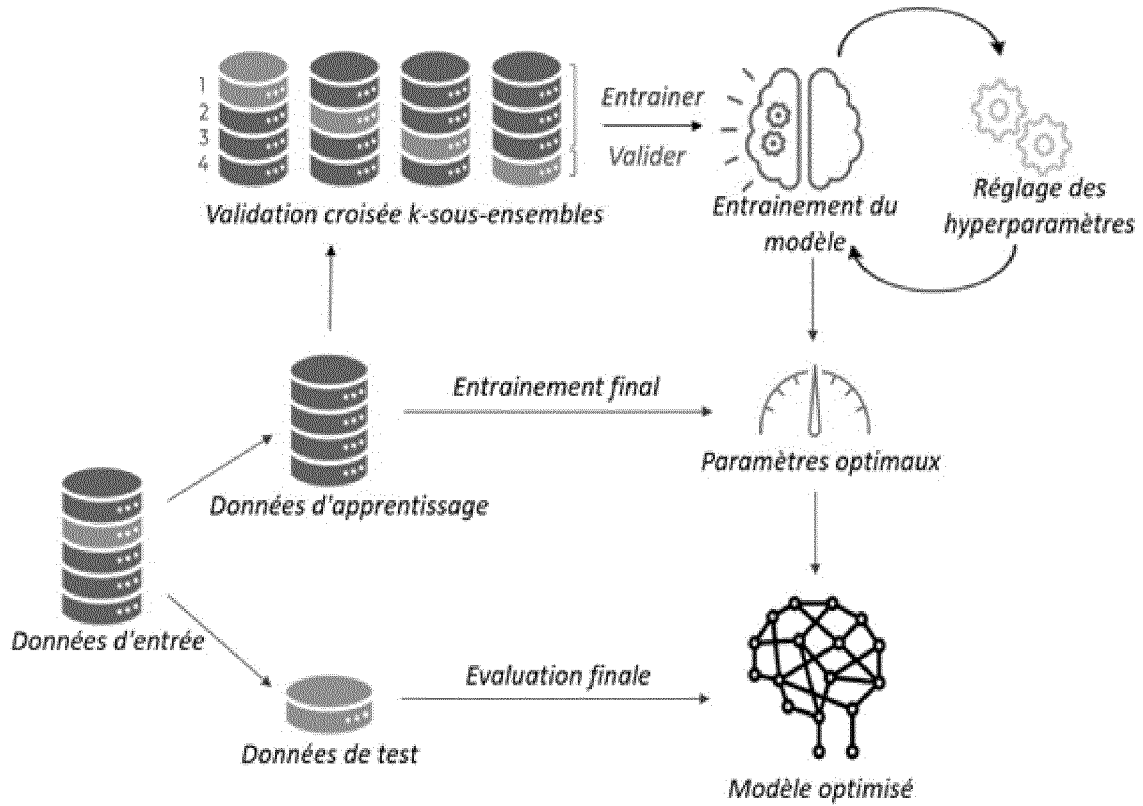 1
2
3
4
Entrainer
Valider
Validation croisée k-sous-ensembles
Entrainement du
modèle
Réglage des
hyperparamètres
Entrainement final
Paramètres optimaux
Données d'apprentissage
Données d'entrée
Evaluation finale
Données de test
Modèle optimisé